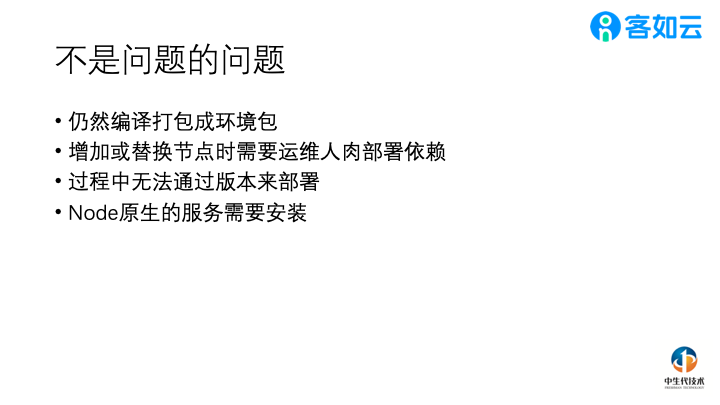 客如云
不是问题的问题
• 仍然编译打包成环境包
• 增加或替换节点时需要运维人肉部署依赖
• 过程中无法通过版本来部署
• Node原生的服务需要安装
中生代技术